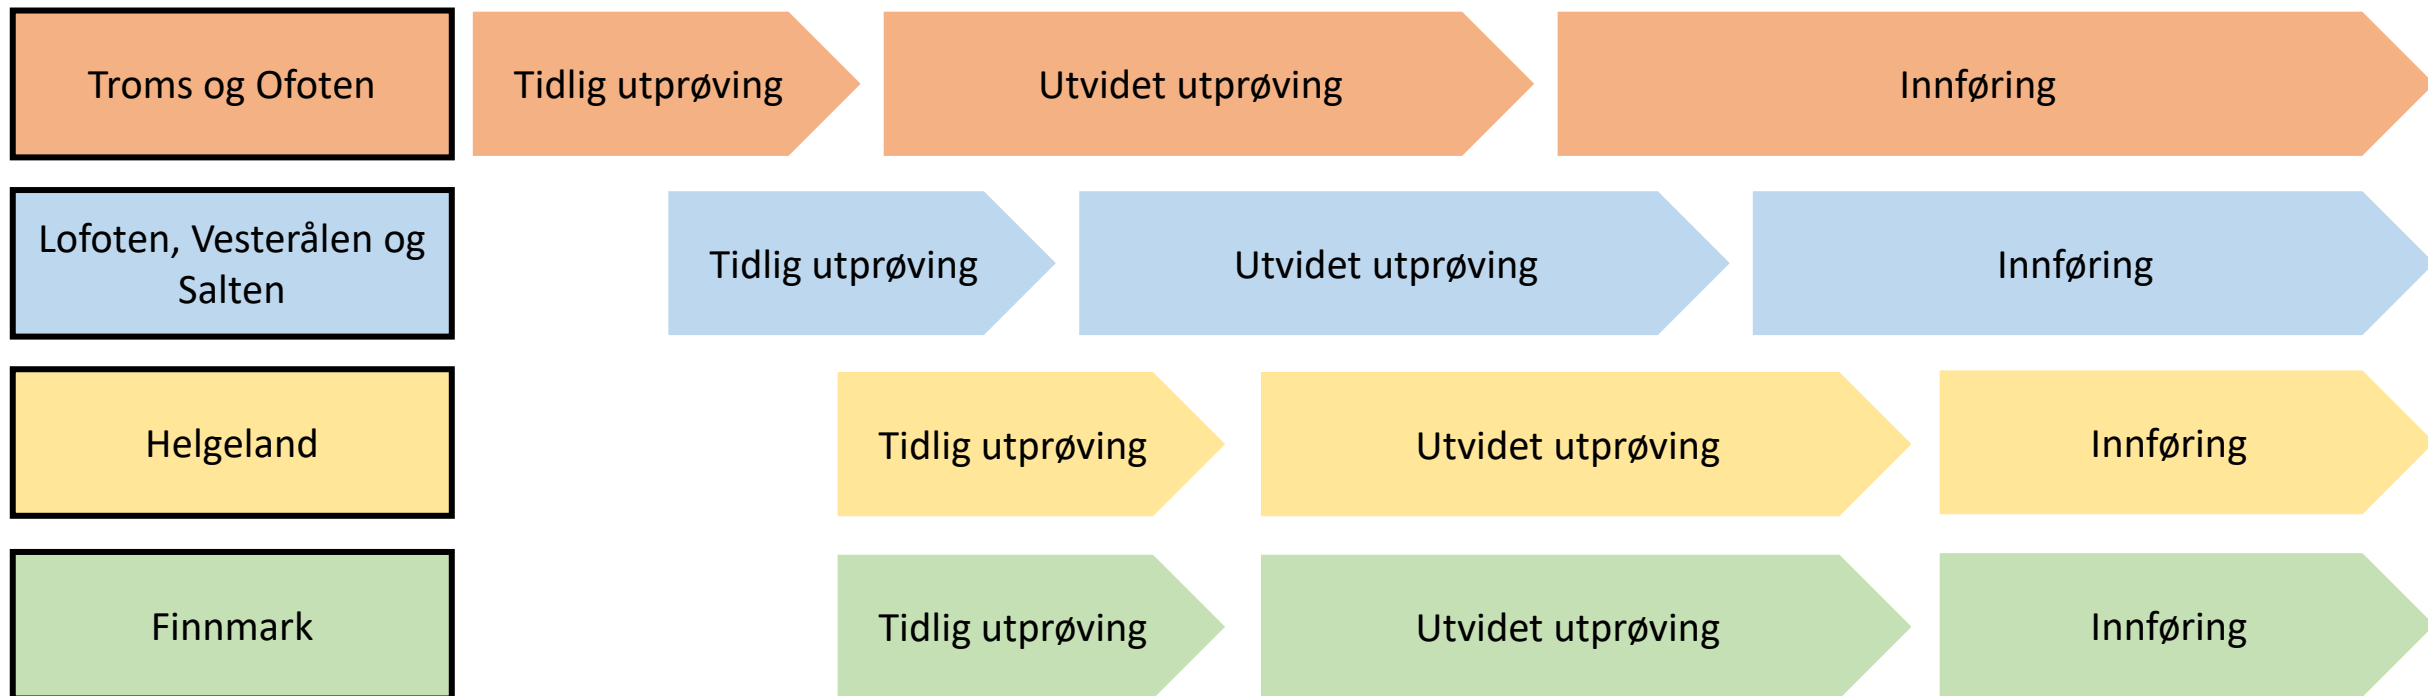 Troms og Ofoten
Tidlig utprøving
Utvidet utprøving
Innføring
Lofoten, Vesterålen og
Salten
Tidlig utprøving
Utvidet utprøving
Innføring
Helgeland
Tidlig utprøving
Utvidet utprøving
Innføring
Finnmark
Tidlig utprøving
Utvidet utprøving
Innføring